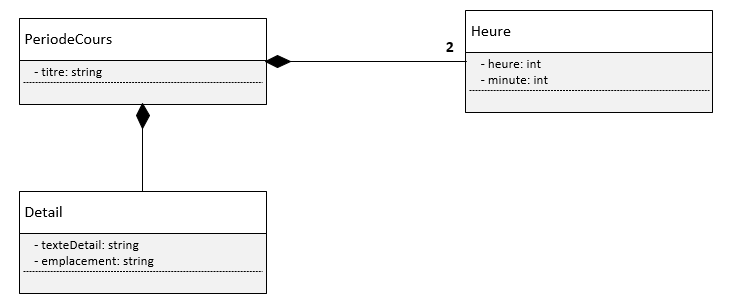 PeriodeCours
- titre: string
2
Heure
- heure: int
- minute: int
Detail
- texteDetail: string
- emplacement: string